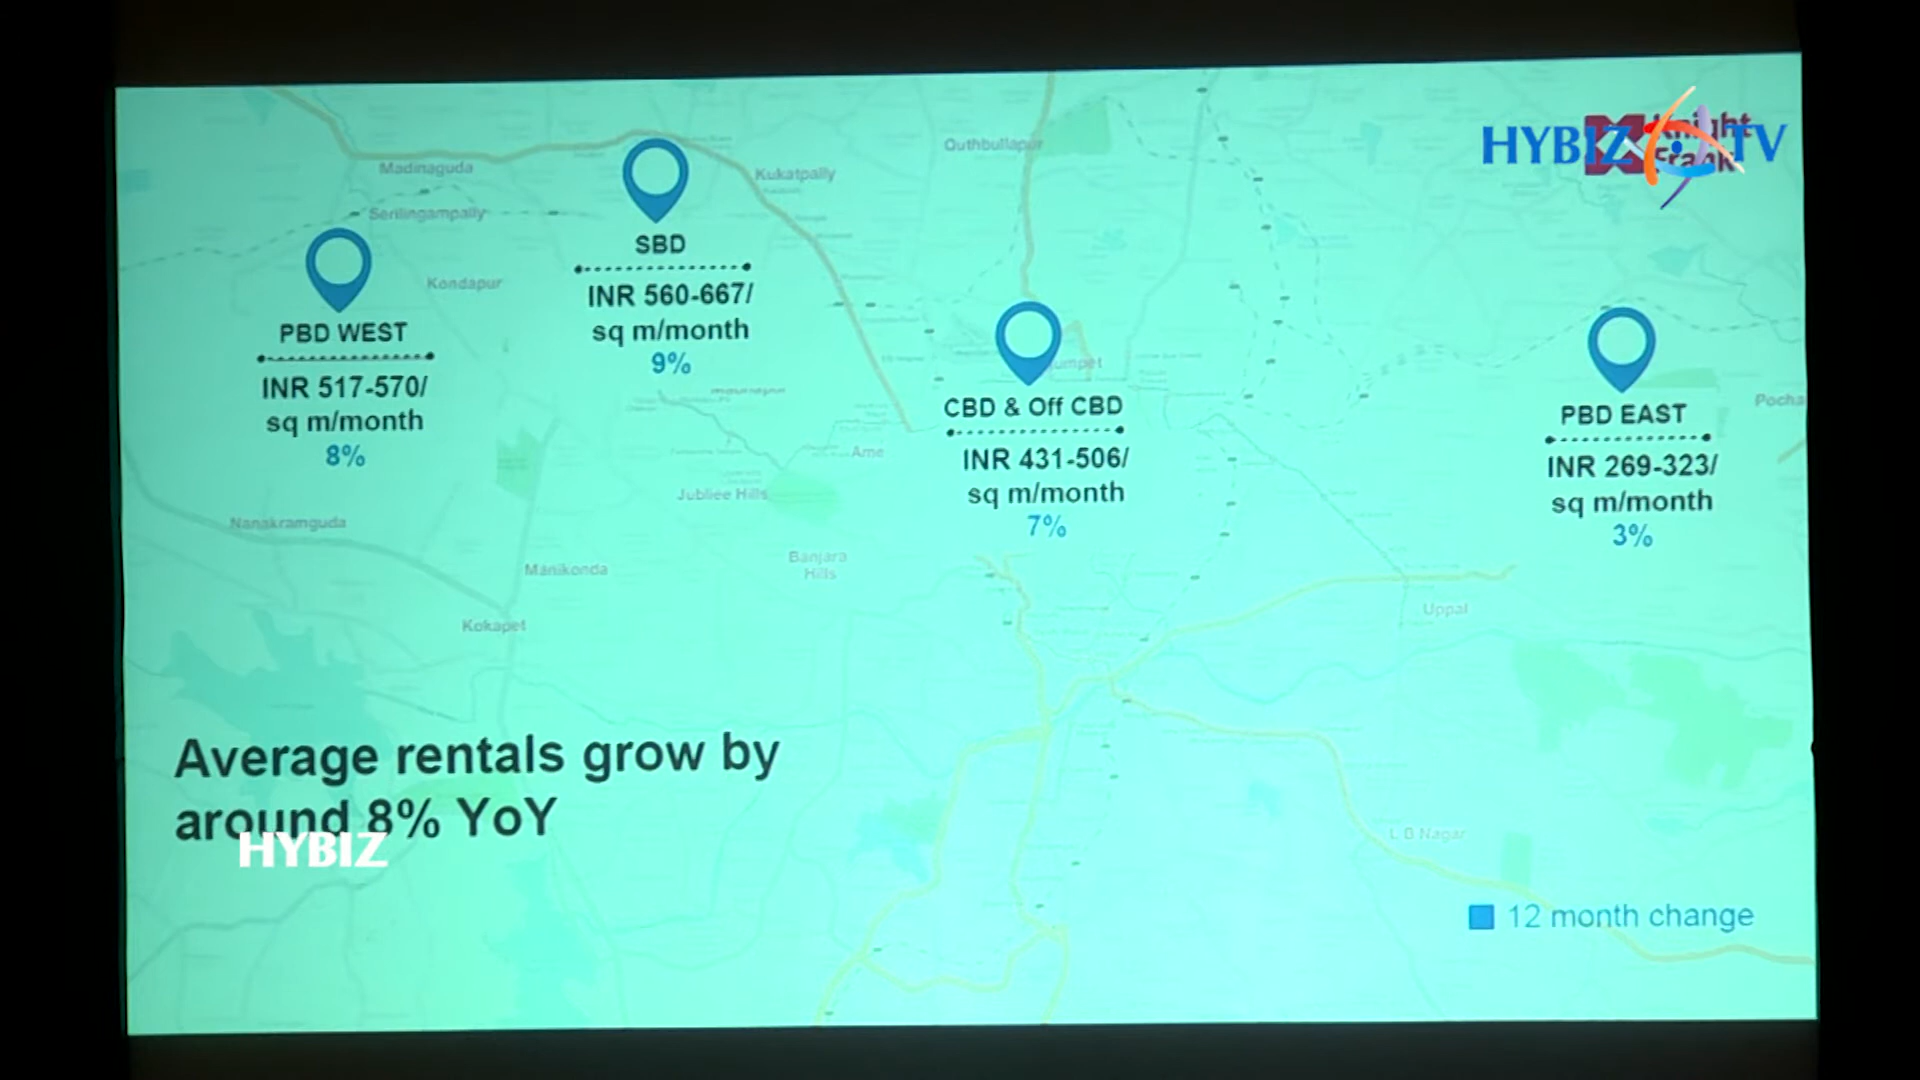 HYBIZ TV
Knight
Frank
Madinaguda
Serilingampally
Kondapur
Kukatpally
Quthbullapur
PBD WEST
INR 517-570/
sq m/month
8%
SBD
INR 560-667/
sq m/month
9%
CBD & Off CBD
INR 431-506/
sq m/month
7%
PBD EAST
INR 269-323/
sq m/month
3%
Jubliee Hills
Banjara
Hills
Nanakramguda
Manikonda
Kokapet
Uppal
L B Nagar
Average rentals grow by
around 8% YoY
HYBIZ
12 month change